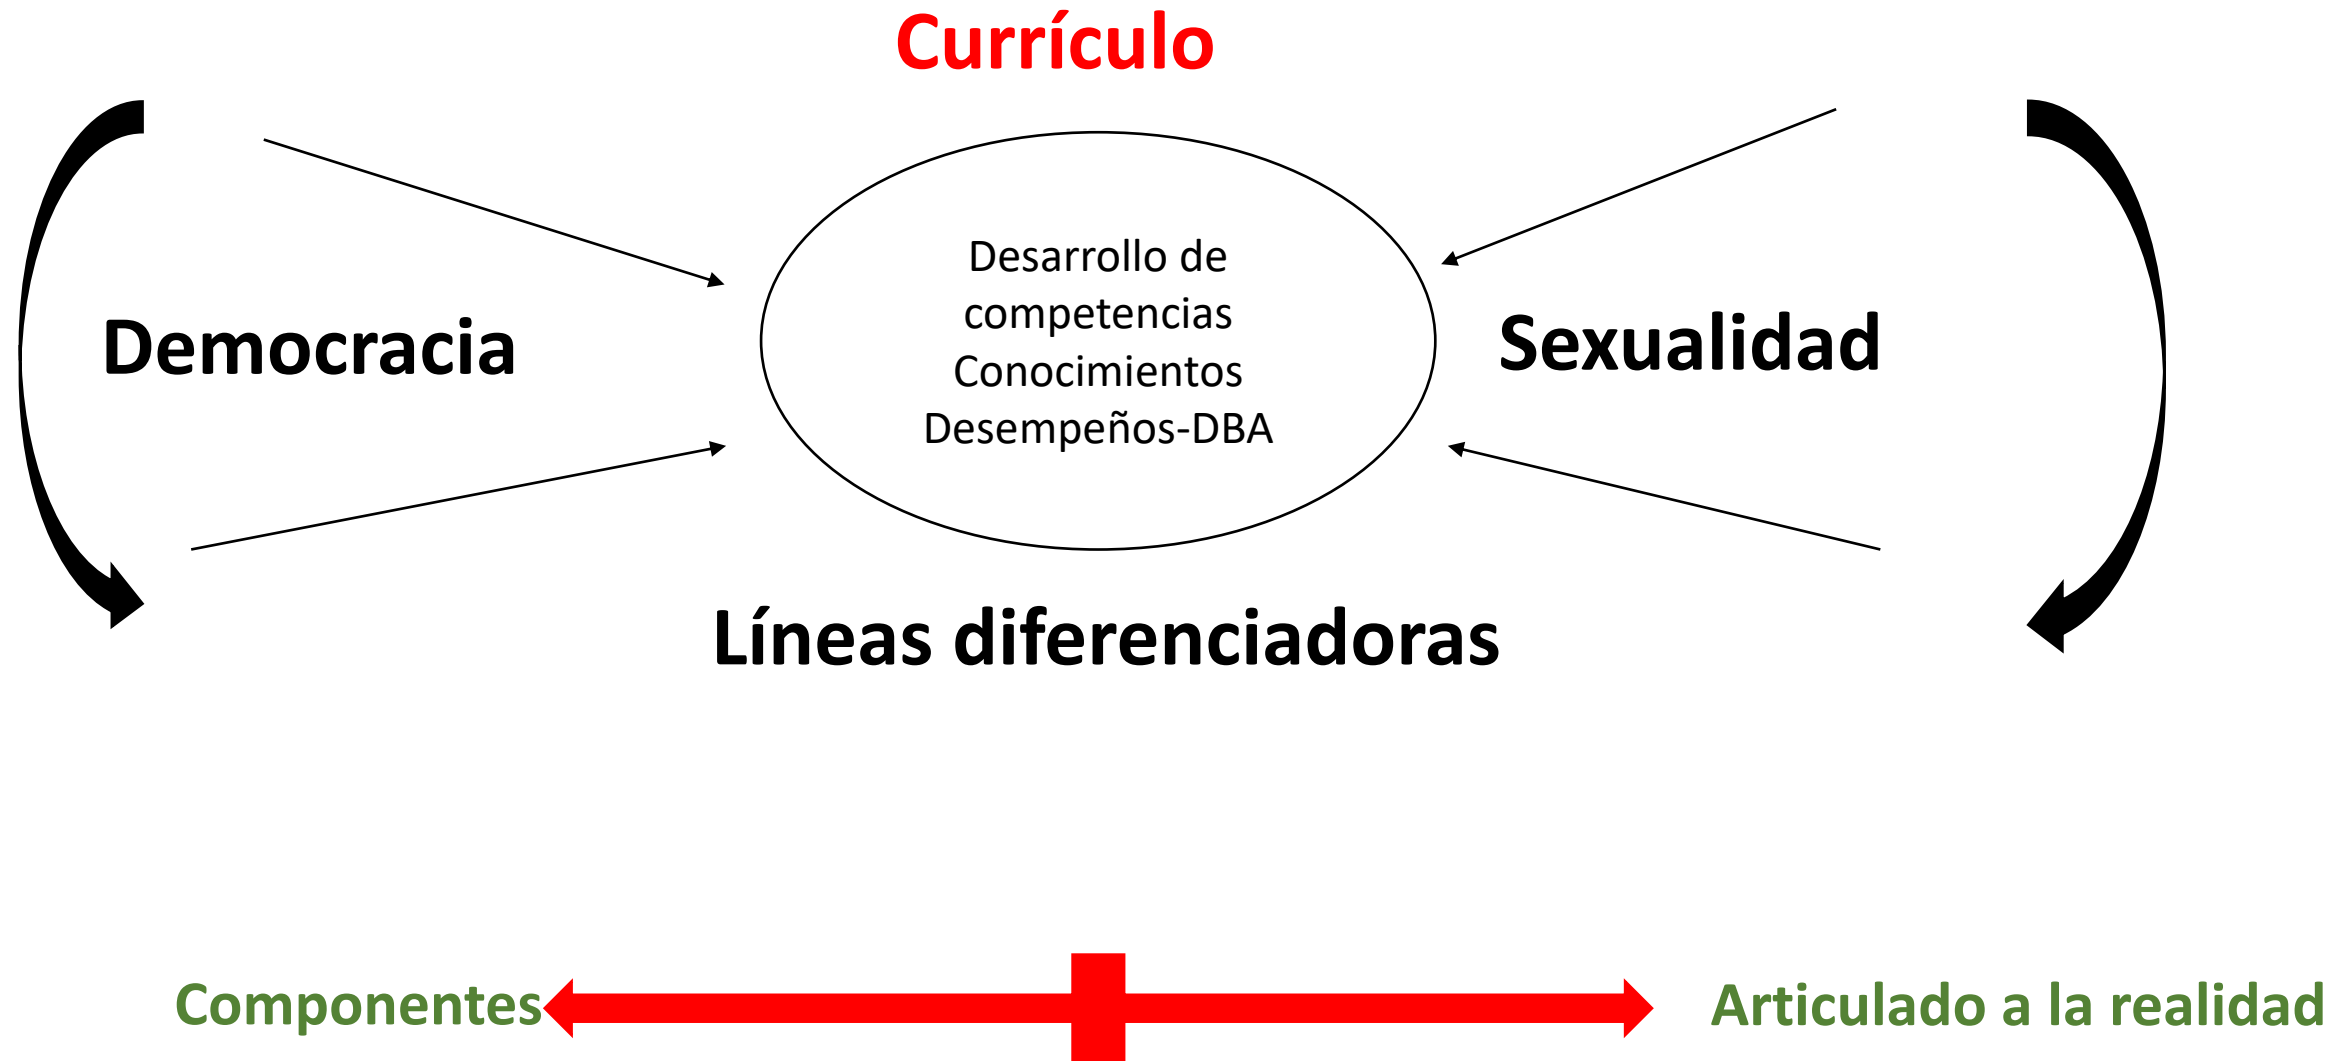 Currículo
Desarrollo de
competencias
Conocimientos
Desempeños-DBA
Democracia
Sexualidad
Líneas diferenciadoras
Componentes
Articulado a la realidad